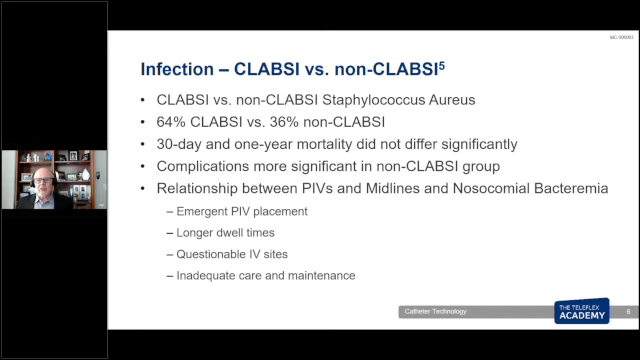 Infection – CLABSI vs. non-CLABSI5
• CLABSI vs. non-CLABSI Staphylococcus Aureus
• 64% CLABSI vs. 36% non-CLABSI
• 30-day and one-year mortality did not differ significantly
• Complications more significant in non-CLABSI group
• Relationship between PIVs and Midlines and Nosocomial Bacteremia
– Emergent PIV placement
– Longer dwell times
– Questionable IV sites
– Inadequate care and maintenance
Catheter Technology
THE TELEFLEX
ACADEMY
6